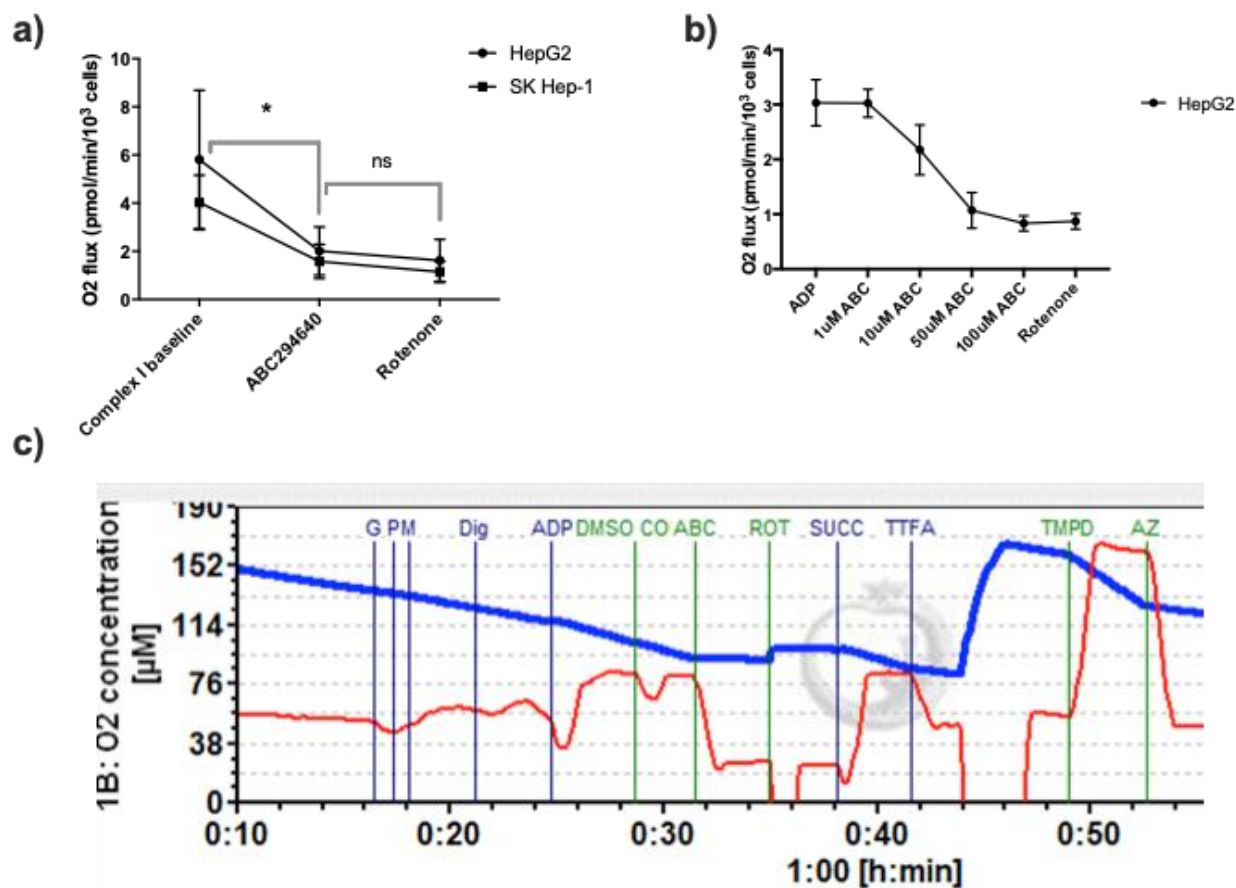 a)
10
8
6
4
2
0
O2 flux (pmol/min/10³ cells)
*
ns
HepG2
SK Hep-1
Complex I baseline
ABC294640
Rotenone
b)
4
3
2
1
0
O2 flux (pmol/min/10³ cells)
HepG2
ADP
1uM ABC
10uM ABC
50uM ABC
100uM ABC
Rotenone
c)
1B: O2 concentration
[µM]
190
152
114
76
38
0
G PM Dig ADP DMSO CO ABC ROT SUCC TTFA TMPD AZ
0:10 0:20 0:30 0:40 0:50
1:00 [h:min]